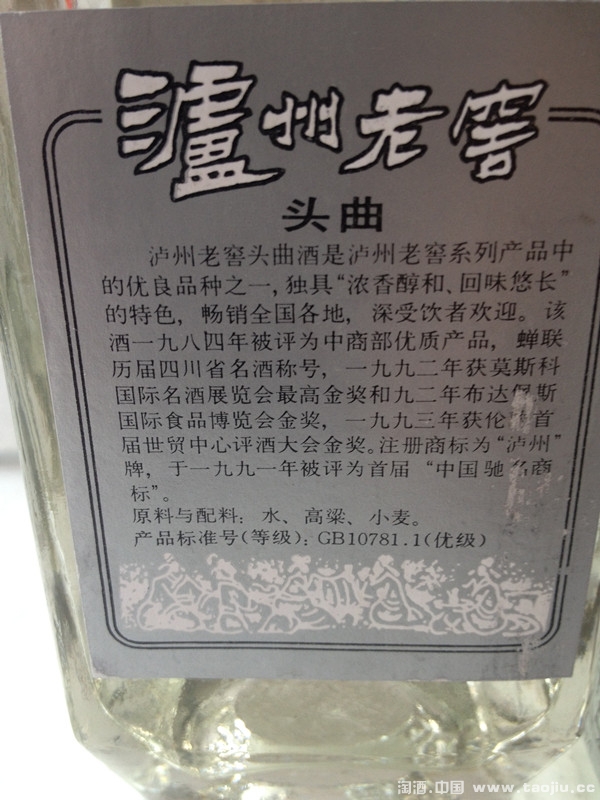 泸州老窖
头曲
泸州老窖头曲酒是泸州老窖系列产品中
的优良品种之一,独具“浓香醇和、回味悠长”
的特色，畅销全国各地，深受饮者欢迎。该
酒一九八四年被评为中商部优质产品，蝉联
历届四川省名酒称号，一九九二年获莫斯科
国际名酒展览会最高金奖和九二年布达佩斯
国际食品博览会金奖，一九九三年获伦敦首
届世贸中心评酒大会金奖。注册商标为“泸州”
牌，于一九九一年被评为首届“中国驰名商
标”。
原料与配料：水、高粱、小麦。
产品标准号(等级)：GB10781.1(优级)
淘酒.中国 www.taojiu.cc